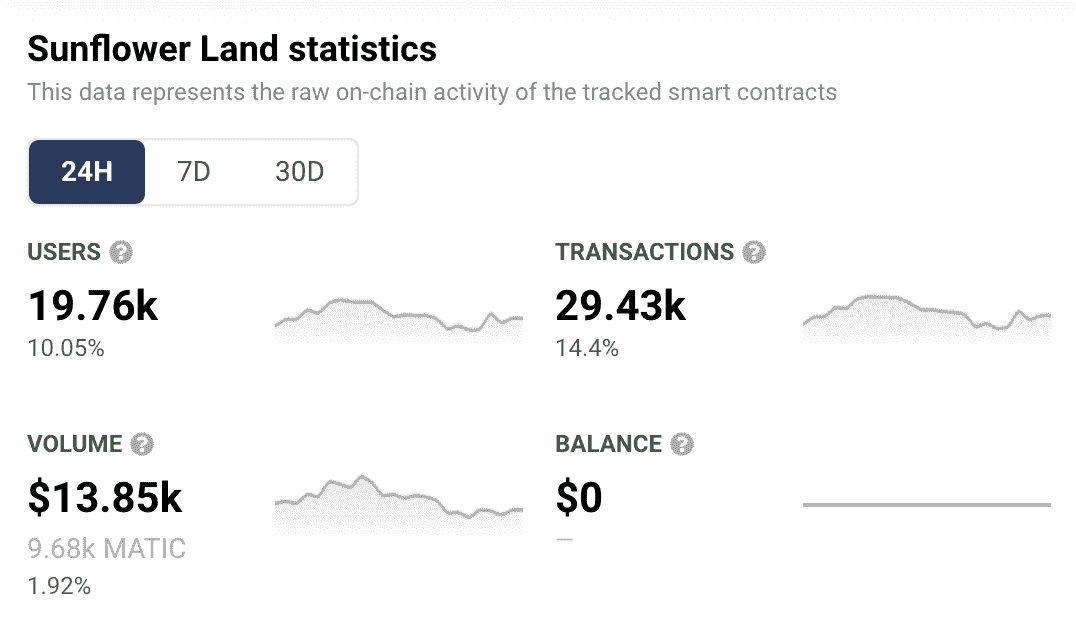 Sunflower Land statistics
This data represents the raw on-chain activity of the tracked smart contracts
24H 7D 30D
USERS ?
19.76k
10.05%
TRANSACTIONS ?
29.43k
14.4%
VOLUME ?
$13.85k
9.68k MATIC
1.92%
BALANCE ?
$0
—